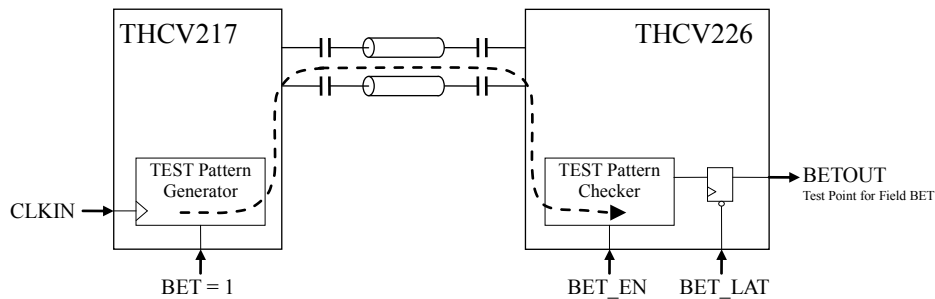 THCV217
THCV226
TEST Pattern
Generator
TEST Pattern
Checker
BETOUT
Test Point for Field BET
CLKIN
BET = 1
BET_EN
BET_LAT